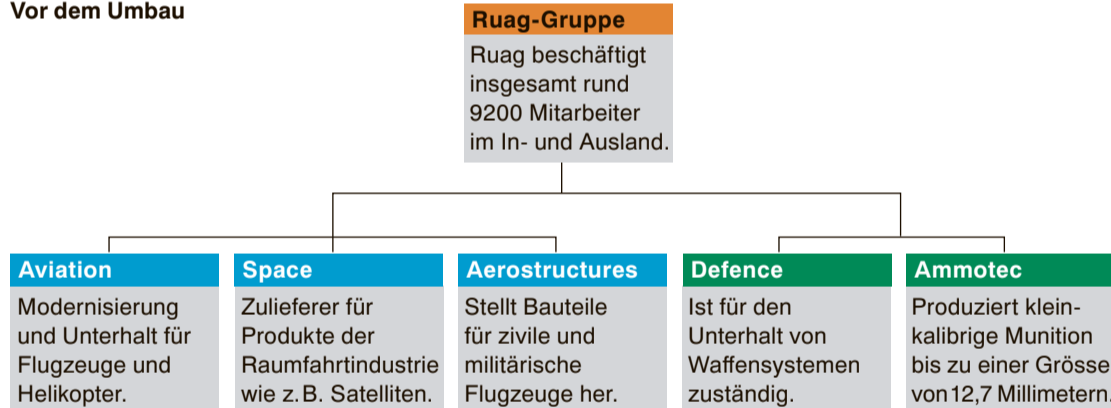 Vor dem Umbau
Ruag-Gruppe
Ruag beschäftigt
insgesamt rund
9200 Mitarbeiter
im In- und Ausland.
Aviation
Modernisierung
und Unterhalt für
Flugzeuge und
Helikopter.
Space
Zulieferer für
Produkte der
Raumfahrtindustrie
wie z. B. Satelliten.
Aerostructures
Stellt Bauteile
für zivile und
militärische
Flugzeuge her.
Defence
Ist für den
Unterhalt von
Waffensystemen
zuständig.
Ammotec
Produziert klein-
kalibrige Munition
bis zu einer Grösse
von 12,7 Millimetern.